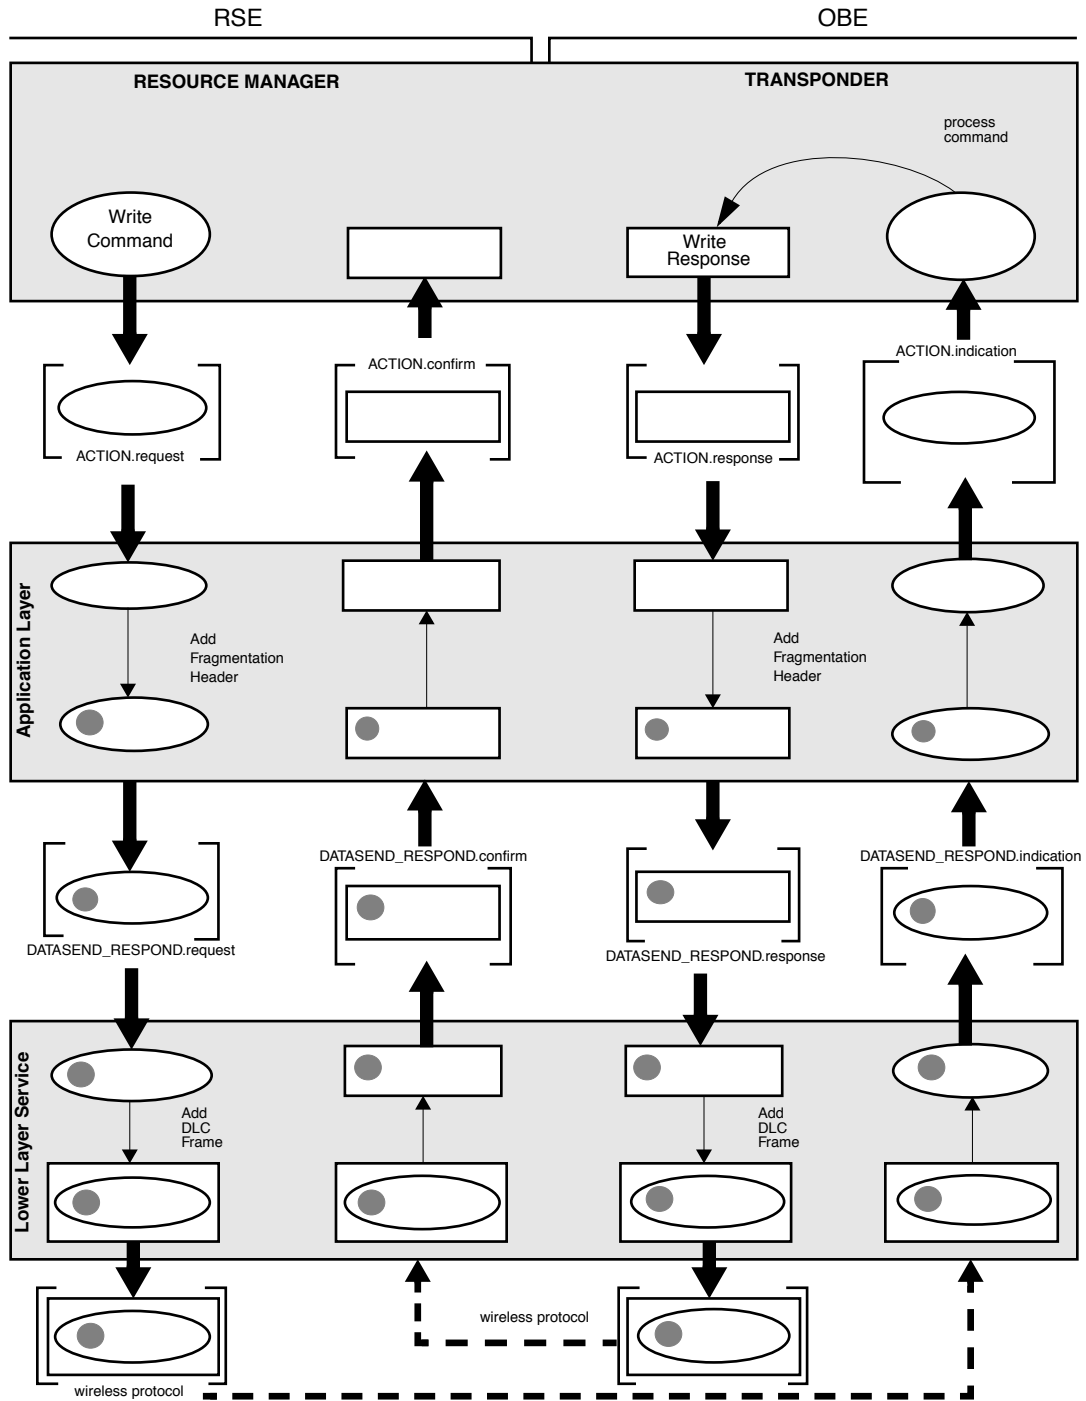 RSE
OBE
RESOURCE MANAGER
TRANSPONDER
process
command
Write
Command
Write
Response
ACTION.indication
ACTION.confirm
ACTION.request
ACTION.response
Application Layer
Add
Fragmentation
Header
Add
Fragmentation
Header
DATASEND_RESPOND.confirm
DATASEND_RESPOND.indication
DATASEND_RESPOND.request
DATASEND_RESPOND.response
Lower Layer Service
Add
DLC
Frame
Add
DLC
Frame
wireless protocol
wireless protocol